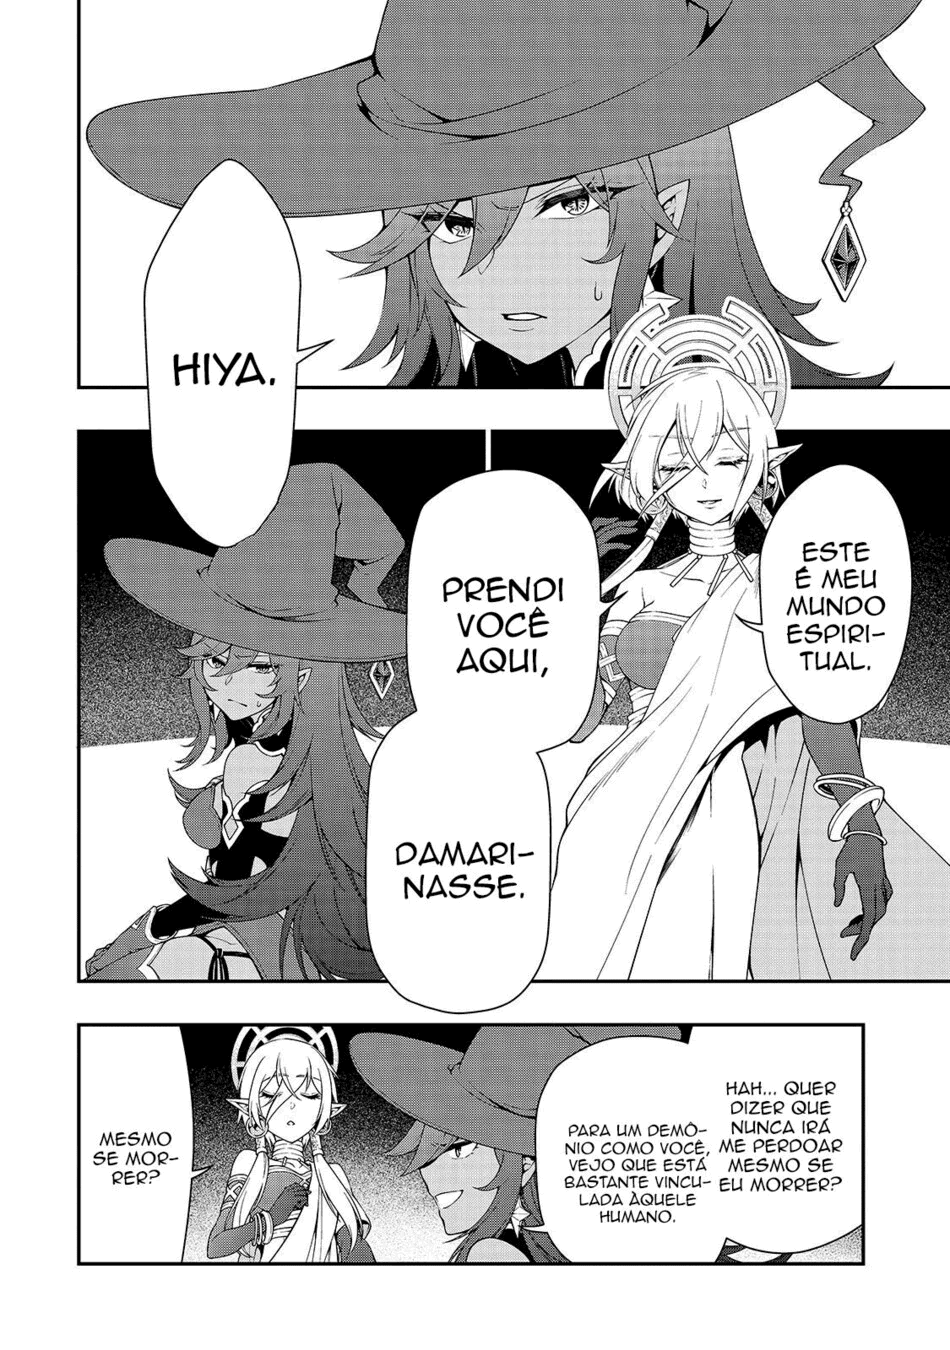 HIYA.
ESTE
É MEU
MUNDO
ESPIRI-
TUAL.
PRENDI
VOCÊ
AQUI,
DAMARI-
NASSE.
HAH... QUER
DIZER QUE
NUNCA IRÁ
ME PERDOAR
MESMO SE
EU MORRER?
PARA UM DEMÔ-
NIO COMO VOCÊ,
VEJO QUE ESTÁ
BASTANTE VINCU-
LADA ÀQUELE
HUMANO.
MESMO
SE MOR-
RER?